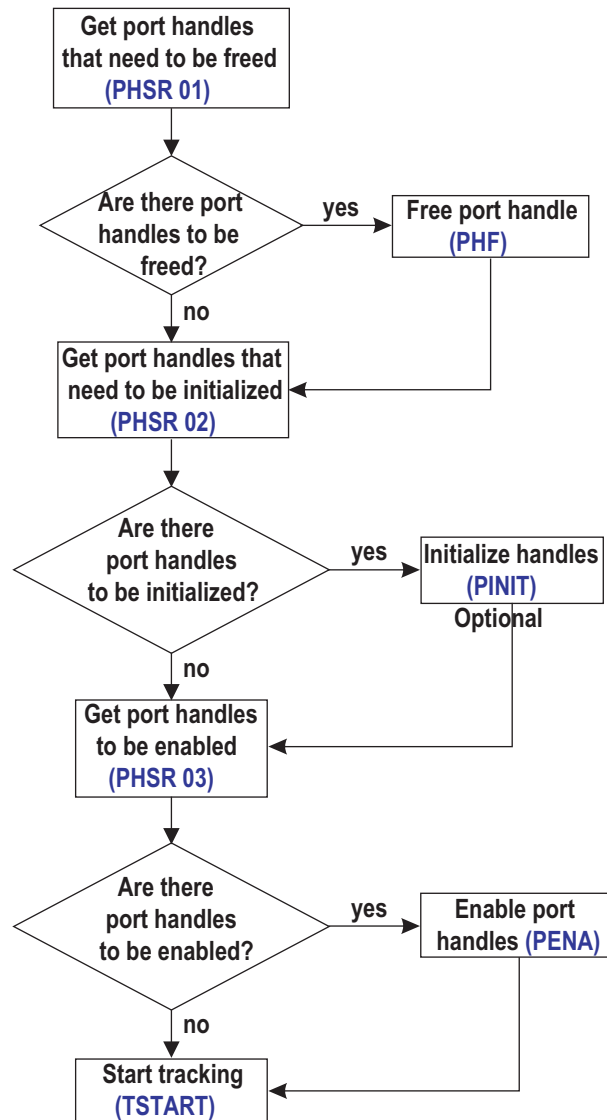 Get port handles
that need to be freed
(PHSR 01)
Are there port
handles to be
freed?
yes
Free port handle
(PHF)
no
Get port handles that
need to be initialized
(PHSR 02)
Are there
port handles
to be initialized?
yes
Initialize handles
(PINIT)
Optional
no
Get port handles
to be enabled
(PHSR 03)
Are there
port handles
to be enabled?
yes
Enable port
handles (PENA)
no
Start tracking
(TSTART)